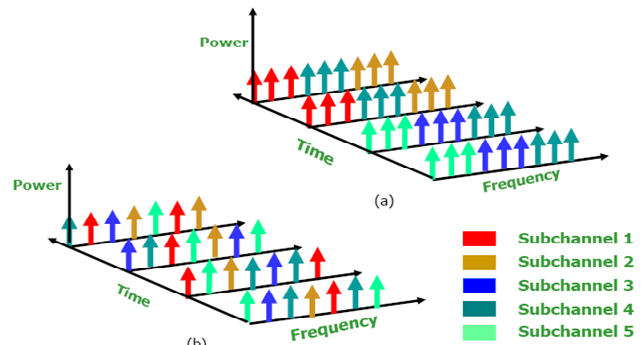 Power
Time
Frequency
(a)
Power
Time
Frequency
(b)
Subchannel 1
Subchannel 2
Subchannel 3
Subchannel 4
Subchannel 5